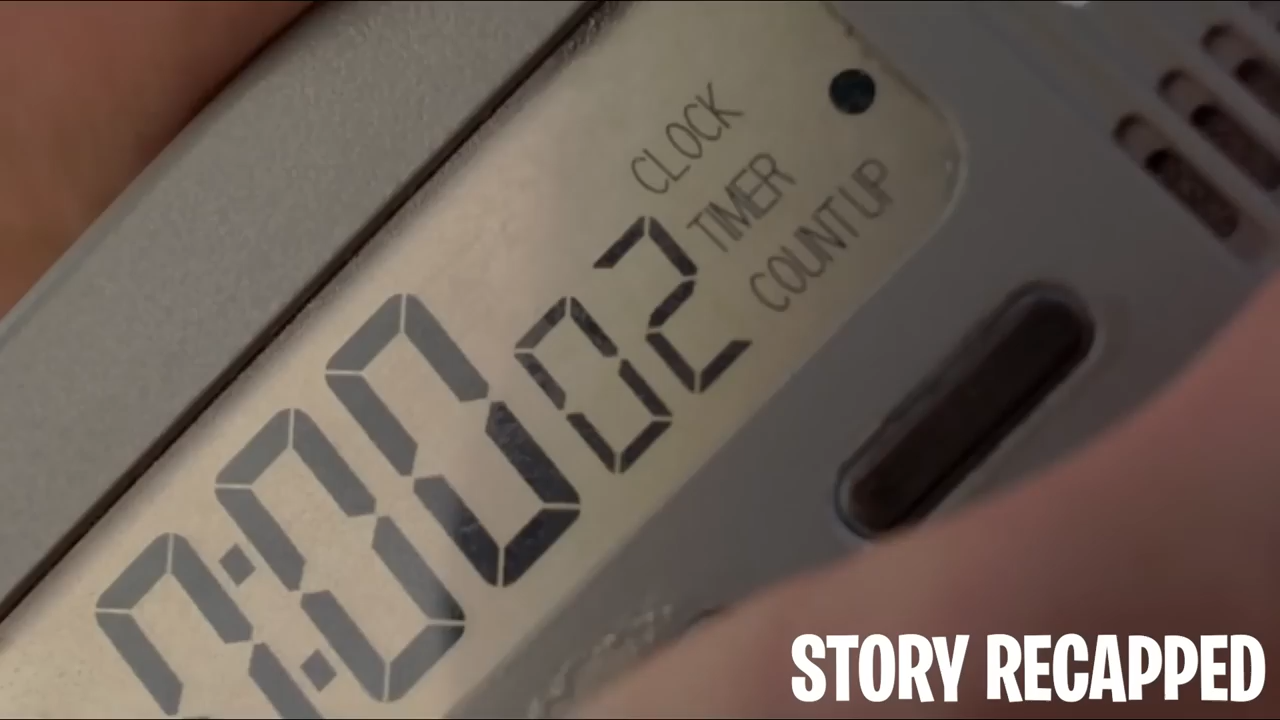 CLOCK
TIMER
COUNT UP
0:00 02
STORY RECAPPED